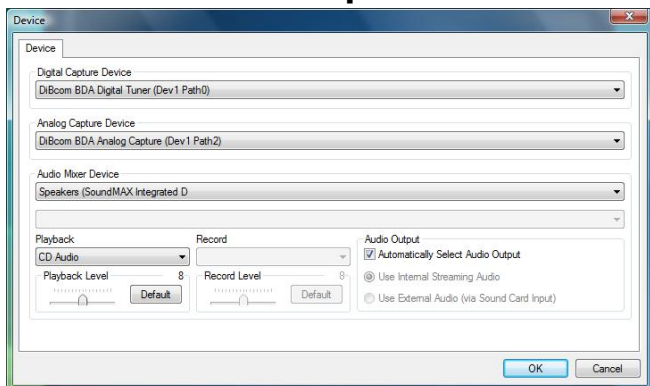 Device
Device
Digital Capture Device
DiBcom BDA Digital Tuner (Dev1 Path0)
Analog Capture Device
DiBcom BDA Analog Capture (Dev1 Path2)
Audio Mixer Device
Speakers (SoundMAX Integrated D
Playback Record Audio Output
CD Audio Automatically Select Audio Output
Playback Level 8 Record Level 8 Use Internal Streaming Audio
Default Default Use External Audio (via Sound Card Input)
OK Cancel